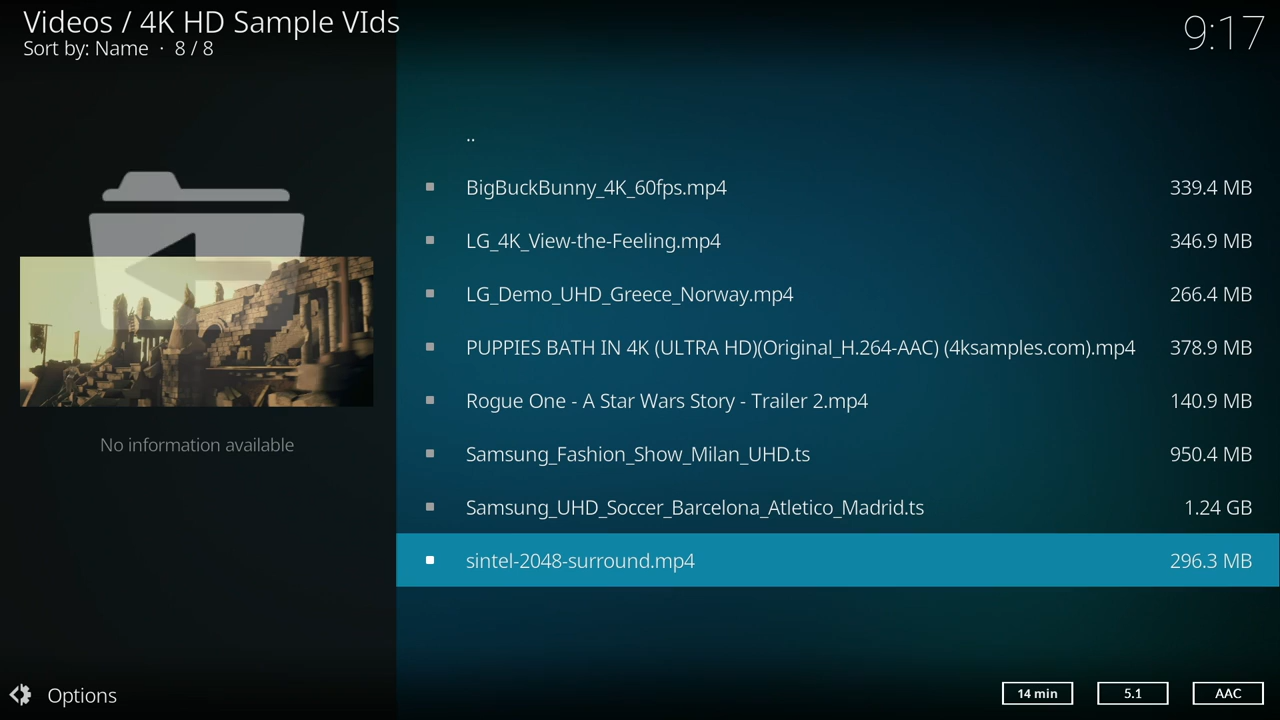 Videos / 4K HD Sample VIds
Sort by: Name · 8 / 8
9:17
..
BigBuckBunny_4K_60fps.mp4 339.4 MB
LG_4K_View-the-Feeling.mp4 346.9 MB
LG_Demo_UHD_Greece_Norway.mp4 266.4 MB
PUPPIES BATH IN 4K (ULTRA HD)(Original_H.264-AAC) (4ksamples.com).mp4 378.9 MB
Rogue One - A Star Wars Story - Trailer 2.mp4 140.9 MB
Samsung_Fashion_Show_Milan_UHD.ts 950.4 MB
Samsung_UHD_Soccer_Barcelona_Atletico_Madrid.ts 1.24 GB
sintel-2048-surround.mp4 296.3 MB
No information available
Options
14 min 5.1 AAC